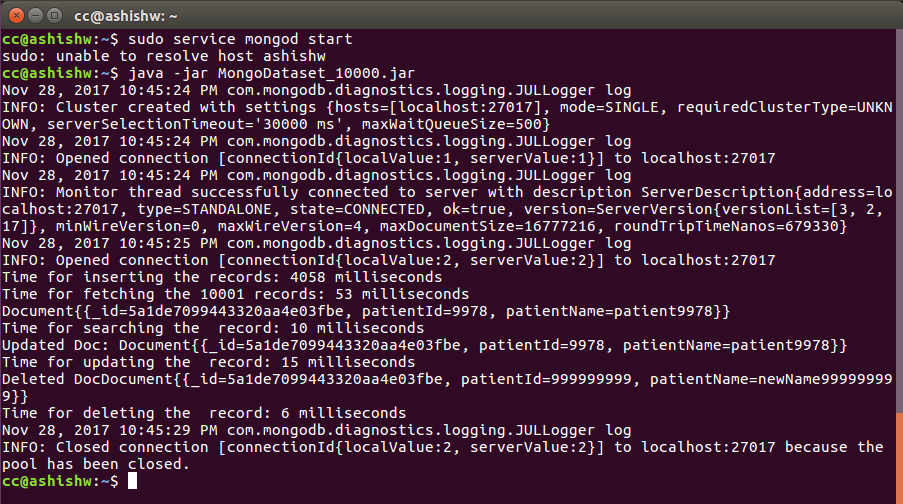 cc@ashishw: ~
cc@ashishw:~$ sudo service mongod start
sudo: unable to resolve host ashishw
cc@ashishw:~$ java -jar MongoDataset_10000.jar
Nov 28, 2017 10:45:24 PM com.mongodb.diagnostics.logging.JULLogger log
INFO: Cluster created with settings {hosts=[localhost:27017], mode=SINGLE, requiredClusterType=UNKN
OWN, serverSelectionTimeout='30000 ms', maxWaitQueueSize=500}
Nov 28, 2017 10:45:24 PM com.mongodb.diagnostics.logging.JULLogger log
INFO: Opened connection [connectionId{localValue:1, serverValue:1}] to localhost:27017
Nov 28, 2017 10:45:24 PM com.mongodb.diagnostics.logging.JULLogger log
INFO: Monitor thread successfully connected to server with description ServerDescription{address=lo
calhost:27017, type=STANDALONE, state=CONNECTED, ok=true, version=ServerVersion{versionList=[3, 2,
17]}, minWireVersion=0, maxWireVersion=4, maxDocumentSize=16777216, roundTripTimeNanos=679330}
Nov 28, 2017 10:45:25 PM com.mongodb.diagnostics.logging.JULLogger log
INFO: Opened connection [connectionId{localValue:2, serverValue:2}] to localhost:27017
Time for inserting the records: 4058 milliseconds
Time for fetching the 10001 records: 53 milliseconds
Document{{_id=5a1de7099443320aa4e03fbe, patientId=9978, patientName=patient9978}}
Time for searching the  record: 10 milliseconds
Updated Doc: Document{{_id=5a1de7099443320aa4e03fbe, patientId=9978, patientName=patient9978}}
Time for updating the  record: 15 milliseconds
Deleted DocDocument{{_id=5a1de7099443320aa4e03fbe, patientId=999999999, patientName=newName99999999
9}}
Time for deleting the  record: 6 milliseconds
Nov 28, 2017 10:45:29 PM com.mongodb.diagnostics.logging.JULLogger log
INFO: Closed connection [connectionId{localValue:2, serverValue:2}] to localhost:27017 because the
pool has been closed.
cc@ashishw:~$